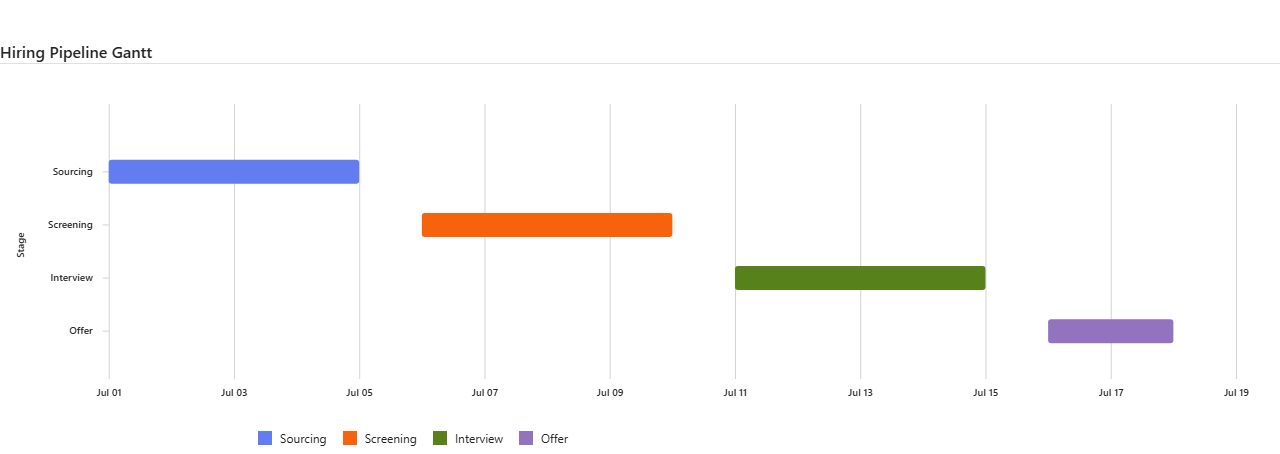 Hiring Pipeline Gantt
Stage
Sourcing
Screening
Interview
Offer
Jul 01 Jul 03 Jul 05 Jul 07 Jul 09 Jul 11 Jul 13 Jul 15 Jul 17 Jul 19
Sourcing Screening Interview Offer